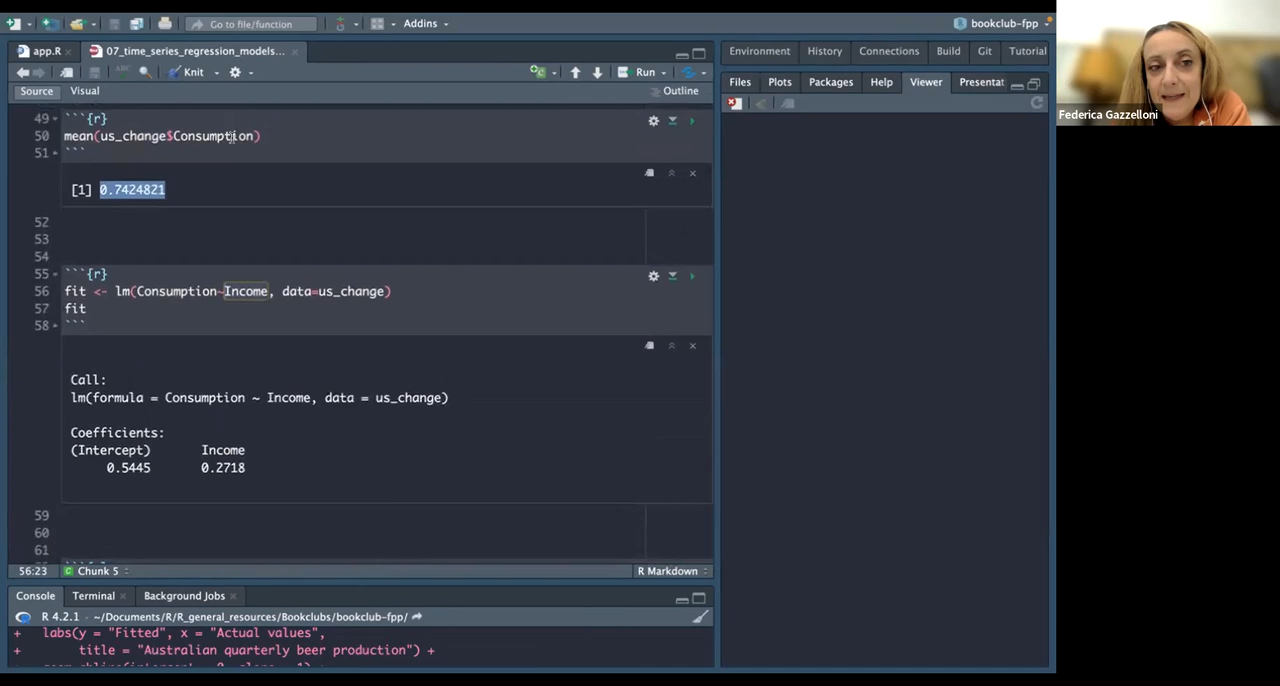 Go to file/function
Addins
bookclub-fpp
app.R
07_time_series_regression_models...
Knit
Run
Source
Visual
Outline
49
```{r}
50
mean(us_change$Consumption)
51
```
[1] 0.7424821
52
53
54
55
```{r}
56
fit <- lm(Consumption~Income, data=us_change)
57
fit
58
```
Call:
lm(formula = Consumption ~ Income, data = us_change)
Coefficients:
(Intercept)       Income
0.5445       0.2718
59
60
61
56:23
Chunk 5
R Markdown
Console
Terminal
Background Jobs
R 4.2.1 · ~/Documents/R/R_general_resources/Bookclubs/bookclub-fpp/
+    labs(y = "Fitted", x = "Actual values",
+         title = "Australian quarterly beer production") +
Environment
History
Connections
Build
Git
Tutorial
Files
Plots
Packages
Help
Viewer
Presentat
Federica Gazzelloni